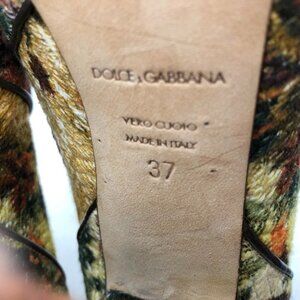 DOLCE & GABBANA
VERO CUOIO
MADE IN ITALY
37